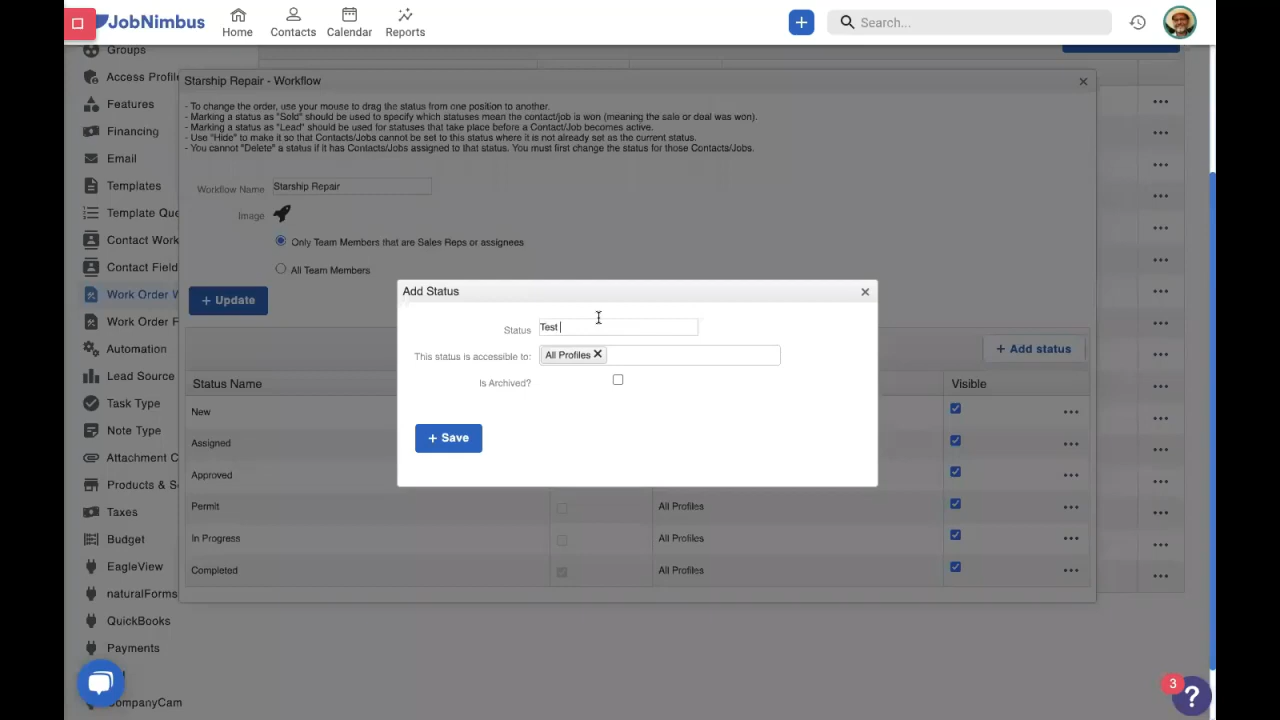 JobNimbus
Home
Contacts
Calendar
Reports
Search...
Groups
Access Profil
Features
Financing
Email
Templates
Template Que
Contact Work
Contact Field
Work Order W
Work Order F
Automation
Lead Source
Task Type
Note Type
Attachment C
Products & S
Taxes
Budget
EagleView
naturalForms
QuickBooks
Payments
CompanyCam
Starship Repair - Workflow
- To change the order, use your mouse to drag the status from one position to another.
- Marking a status as "Sold" should be used to specify which statuses mean the contact/job is won (meaning the sale or deal was won).
- Marking a status as "Lead" should be used for statuses that take place before a Contact/Job becomes active.
- Use "Hide" to make it so that Contacts/Jobs cannot be set to this status where it is not already set as the current status.
- You cannot "Delete" a status if it has Contacts/Jobs assigned to that status. You must first change the status for those Contacts/Jobs.
Workflow Name Starship Repair
Image
Only Team Members that are Sales Reps or assignees
All Team Members
+ Update
+ Add status
Status Name Visible
New
Assigned
Approved
Permit All Profiles
In Progress All Profiles
Completed All Profiles
Add Status
Status Test
This status is accessible to: All Profiles
Is Archived?
+ Save
3
?